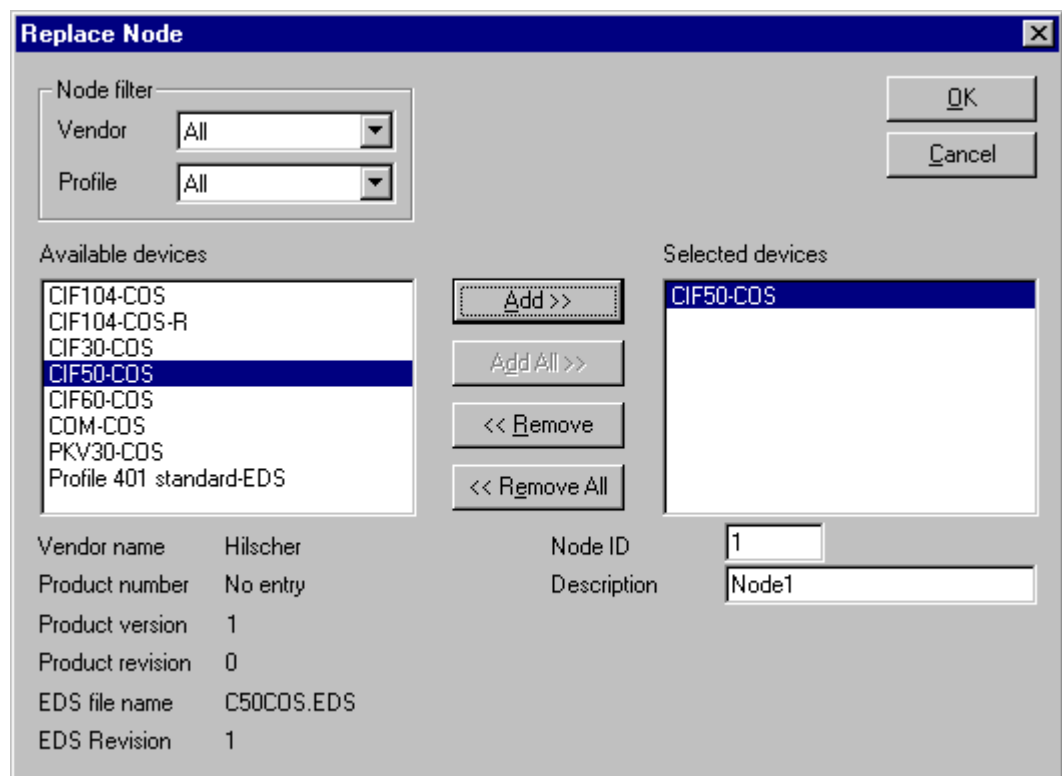 Replace Node
Node filter
Vendor All
Profile All
OK
Cancel
Available devices
CIF104-COS
CIF104-COS-R
CIF30-COS
CIF50-COS
CIF60-COS
COM-COS
PKV30-COS
Profile 401 standard-EDS
Add >>
Add All >>
<< Remove
<< Remove All
Selected devices
CIF50-COS
Vendor name Hilscher
Product number No entry
Product version 1
Product revision 0
EDS file name C50COS.EDS
EDS Revision 1
Node ID 1
Description Node1